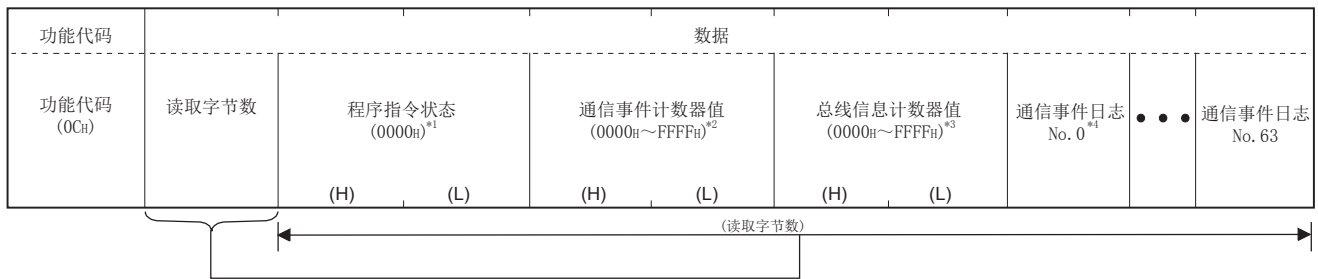 功能代码 数据
功能代码
(0CH)
读取字节数
程序指令状态
(0000H)*1
(H) (L)
通信事件计数器值
(0000H～FFFFH)*2
(H) (L)
总线信息计数器值
(0000H～FFFFH)*3
(H) (L)
通信事件日志
No.0*4
●●●
通信事件日志
No.63
(读取字节数)